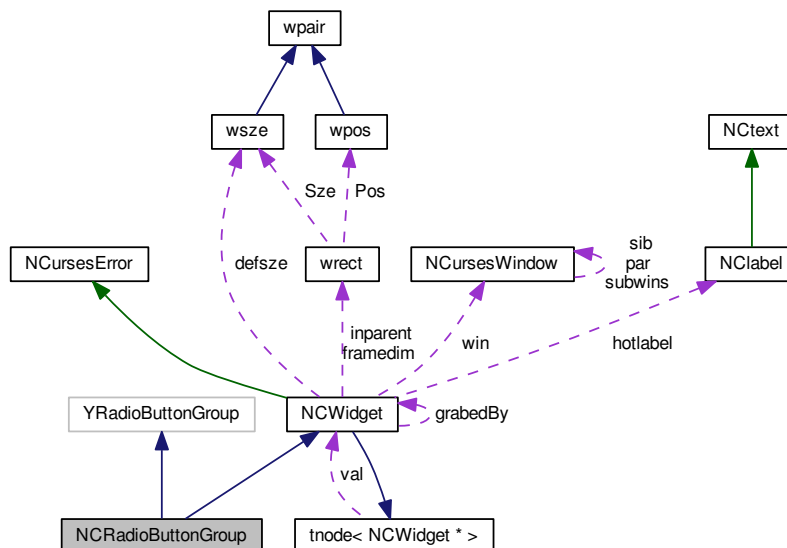 wpair
wsze
wpos
NCtext
Sze
Pos
NCursesError
defsze
wrect
NCursesWindow
sib
par
subwins
NClabel
inparent
framedim
win
hotlabel
YRadioButtonGroup
NCWidget
grabedBy
val
NCRadioButtonGroup
tnode< NCWidget * >